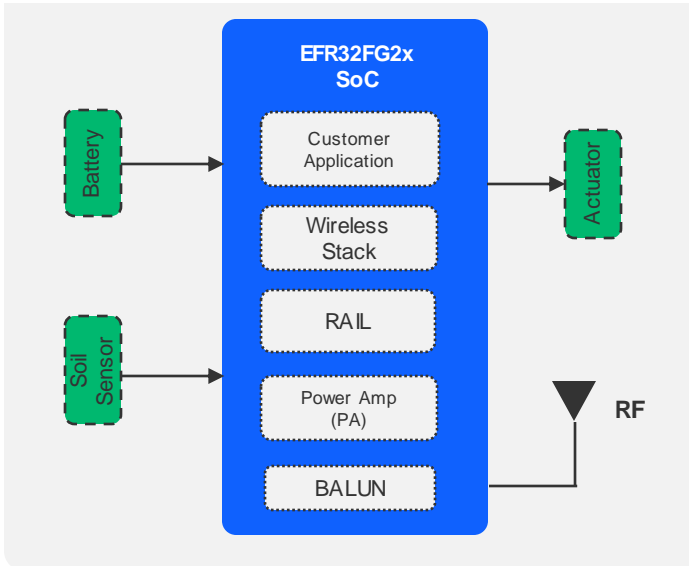 EFR32FG2x
SoC
Battery
Customer
Application
Actuator
Wireless
Stack
RAIL
Soil
Sensor
Power Amp
(PA)
RF
BALUN